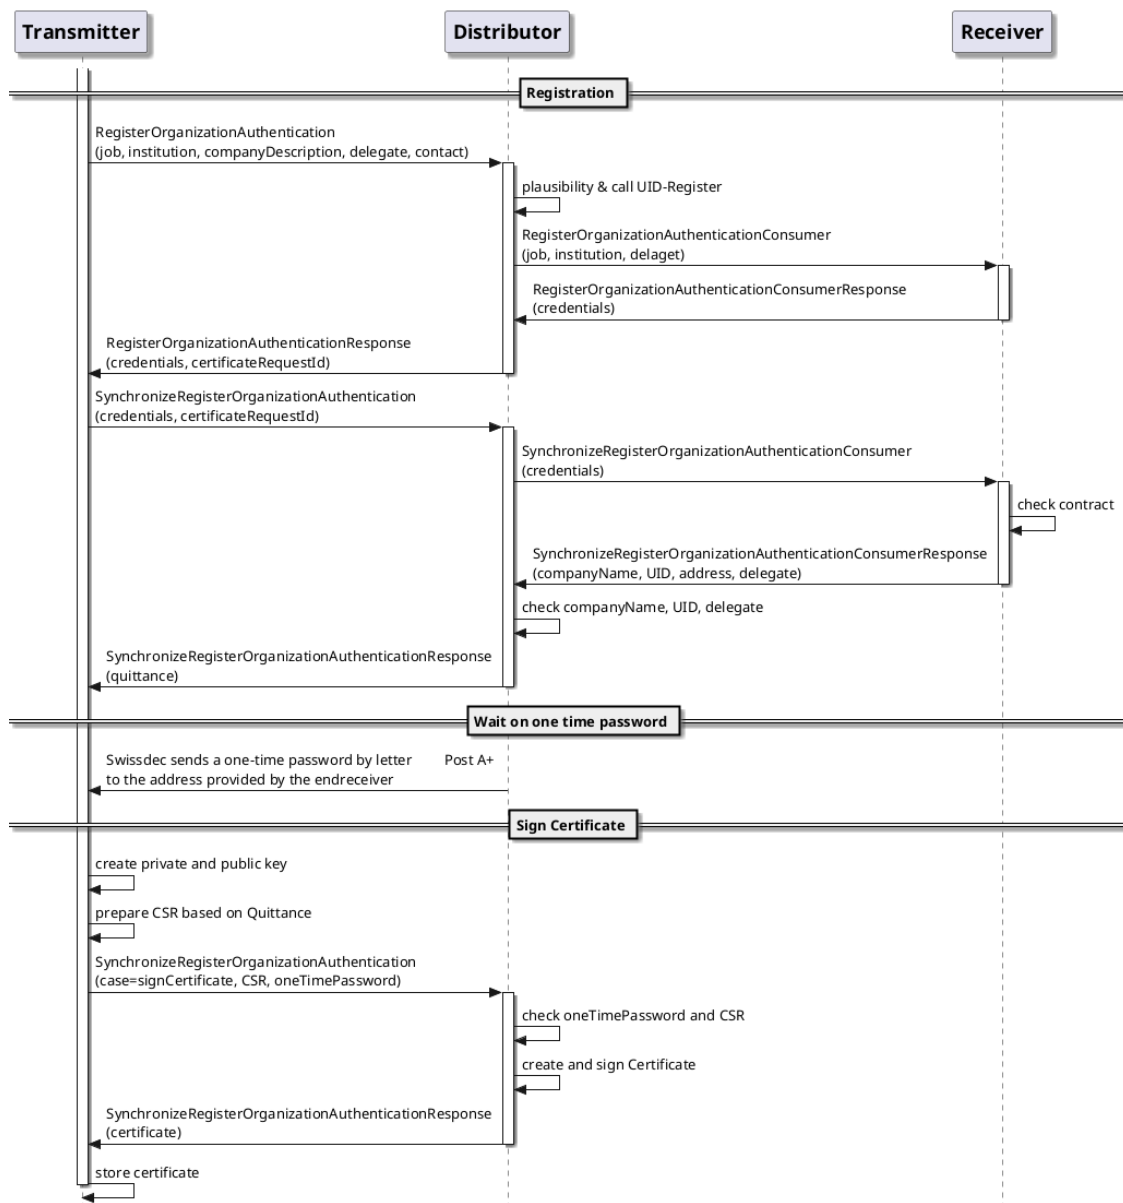 Transmitter
Distributor
Receiver
Registration
RegisterOrganizationAuthentication
(job, institution, companyDescription, delegate, contact)
plausibility & call UID-Register
RegisterOrganizationAuthenticationConsumer
(job, institution, delaget)
RegisterOrganizationAuthenticationConsumerResponse
(credentials)
RegisterOrganizationAuthenticationResponse
(credentials, certificateRequestId)
SynchronizeRegisterOrganizationAuthentication
(credentials, certificateRequestId)
SynchronizeRegisterOrganizationAuthenticationConsumer
(credentials)
check contract
SynchronizeRegisterOrganizationAuthenticationConsumerResponse
(companyName, UID, address, delegate)
check companyName, UID, delegate
SynchronizeRegisterOrganizationAuthenticationResponse
(quittance)
Wait on one time password
Swissdec sends a one-time password by letter Post A+
to the address provided by the endreceiver
Sign Certificate
create private and public key
prepare CSR based on Quittance
SynchronizeRegisterOrganizationAuthentication
(case=signCertificate, CSR, oneTimePassword)
check oneTimePassword and CSR
create and sign Certificate
SynchronizeRegisterOrganizationAuthenticationResponse
(certificate)
store certificate